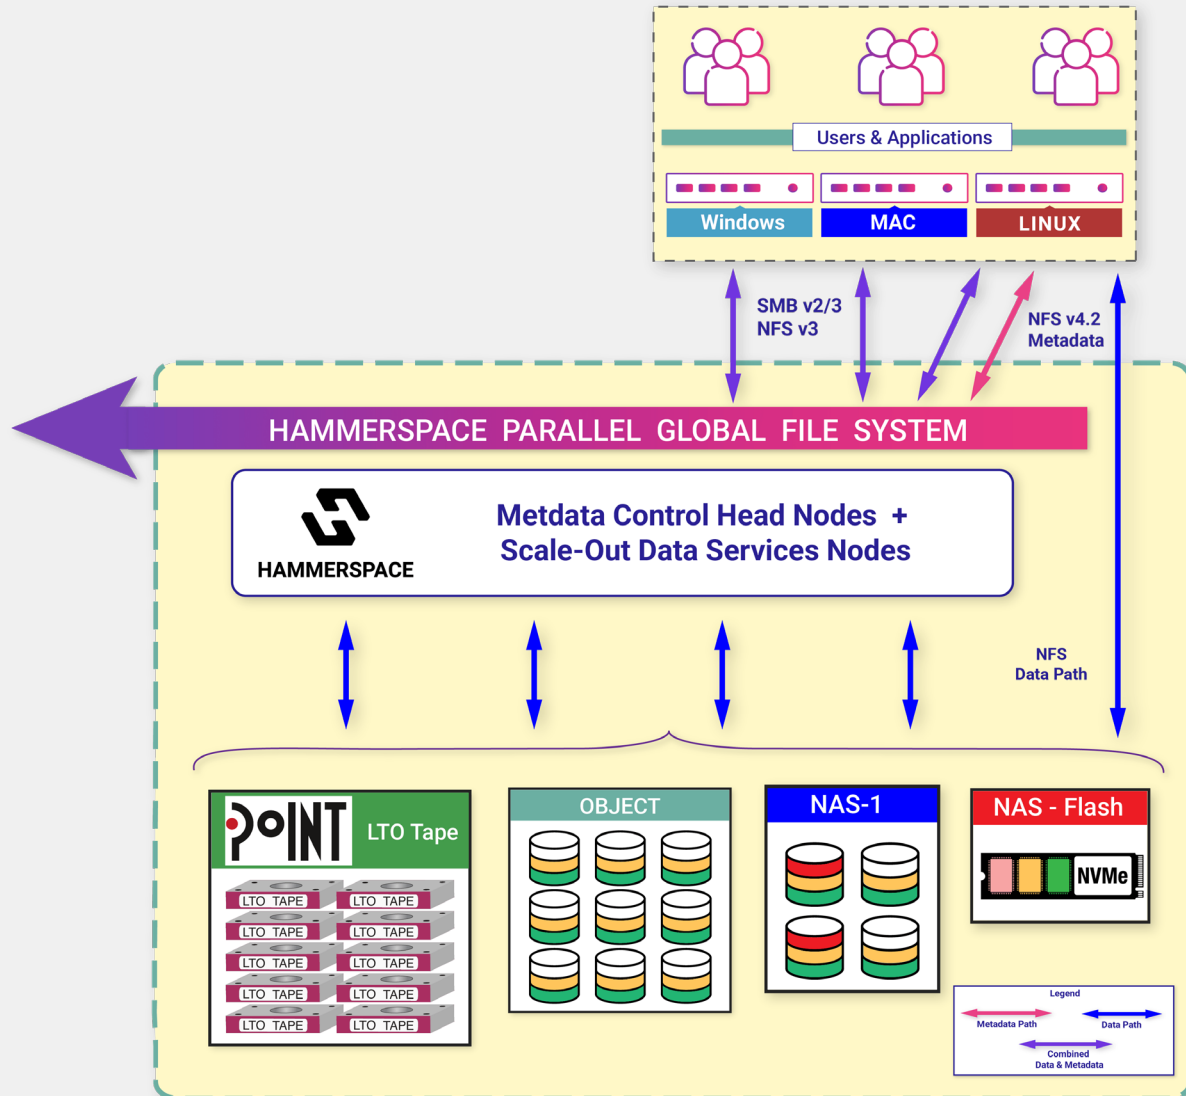 Users & Applications
Windows
MAC
LINUX
SMB v2/3
NFS v3
NFS v4.2
Metadata
HAMMERSPACE PARALLEL GLOBAL FILE SYSTEM
HAMMERSPACE
Metdata Control Head Nodes +
Scale-Out Data Services Nodes
NFS
Data Path
POINT
LTO Tape
LTO TAPE LTO TAPE
LTO TAPE LTO TAPE
LTO TAPE LTO TAPE
LTO TAPE LTO TAPE
LTO TAPE LTO TAPE
OBJECT
NAS-1
NAS - Flash
NVMe
Legend
Metadata Path
Data Path
Combined
Data & Metadata